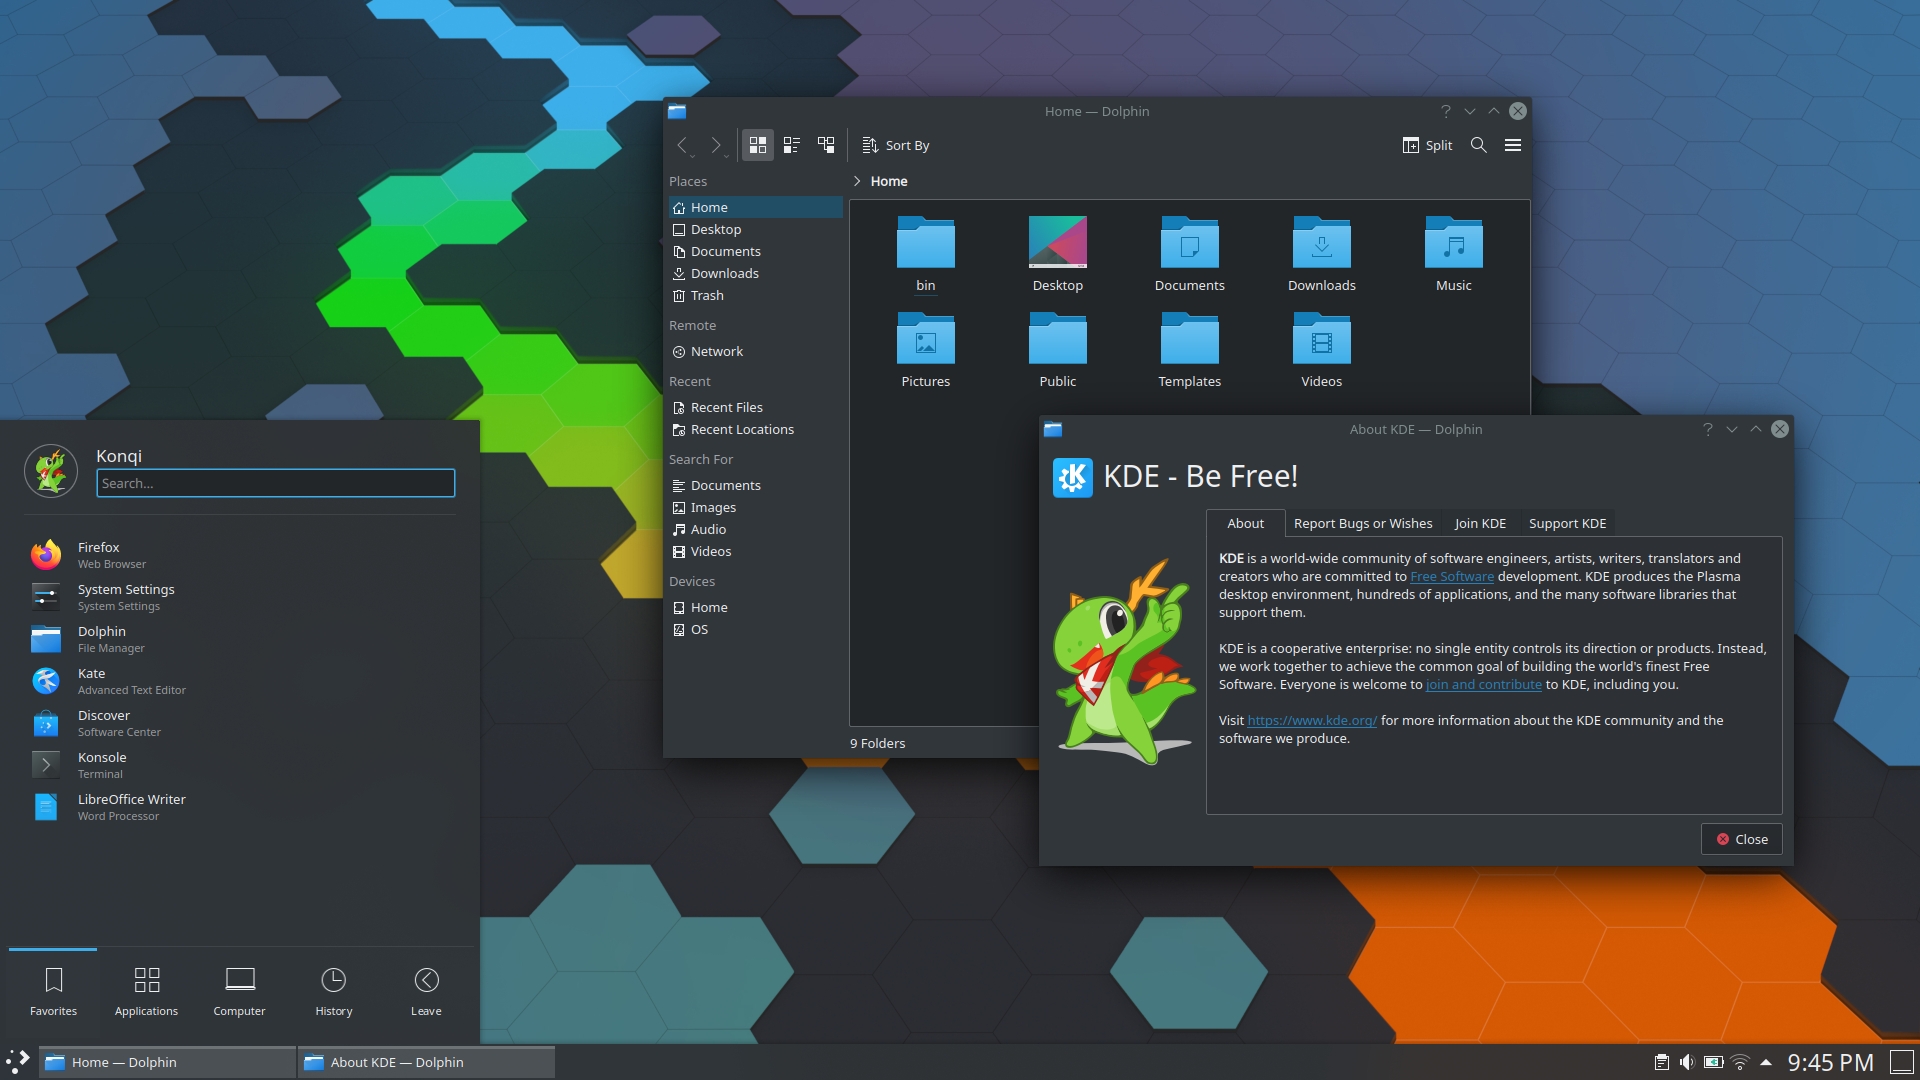 Home — Dolphin
Sort By
Split
Places
Home
Home
Desktop
Documents
Downloads
Trash
Remote
Network
Recent
Recent Files
Recent Locations
Search For
Documents
Images
Audio
Videos
Devices
Home
OS
bin
Desktop
Documents
Downloads
Music
Pictures
Public
Templates
Videos
9 Folders
About KDE — Dolphin
KDE - Be Free!
About
Report Bugs or Wishes
Join KDE
Support KDE
KDE is a world-wide community of software engineers, artists, writers, translators and
creators who are committed to Free Software development. KDE produces the Plasma
desktop environment, hundreds of applications, and the many software libraries that
support them.
KDE is a cooperative enterprise: no single entity controls its direction or products. Instead,
we work together to achieve the common goal of building the world's finest Free
Software. Everyone is welcome to join and contribute to KDE, including you.
Visit https://www.kde.org/ for more information about the KDE community and the
software we produce.
Close
Konqi
Search...
Firefox
Web Browser
System Settings
System Settings
Dolphin
File Manager
Kate
Advanced Text Editor
Discover
Software Center
Konsole
Terminal
LibreOffice Writer
Word Processor
Favorites
Applications
Computer
History
Leave
Home — Dolphin
About KDE — Dolphin
9:45 PM